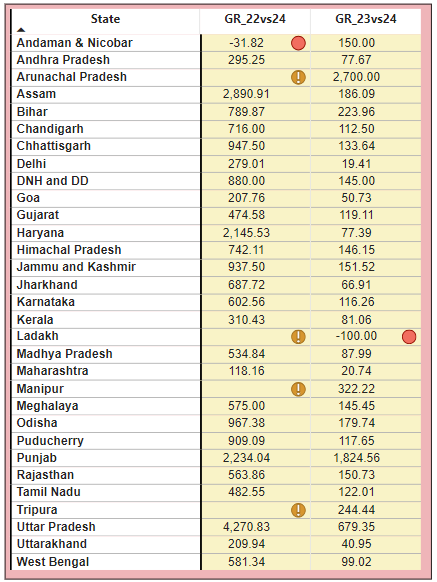 State GR_22vs24 GR_23vs24
Andaman & Nicobar -31.82 150.00
Andhra Pradesh 295.25 77.67
Arunachal Pradesh ! 2,700.00
Assam 2,890.91 186.09
Bihar 789.87 223.96
Chandigarh 716.00 112.50
Chhattisgarh 947.50 133.64
Delhi 279.01 19.41
DNH and DD 880.00 145.00
Goa 207.76 50.73
Gujarat 474.58 119.11
Haryana 2,145.53 77.39
Himachal Pradesh 742.11 146.15
Jammu and Kashmir 937.50 151.52
Jharkhand 687.72 66.91
Karnataka 602.56 116.26
Kerala 310.43 81.06
Ladakh ! -100.00
Madhya Pradesh 534.84 87.99
Maharashtra 118.16 20.74
Manipur ! 322.22
Meghalaya 575.00 145.45
Odisha 967.38 179.74
Puducherry 909.09 117.65
Punjab 2,234.04 1,824.56
Rajasthan 563.86 150.73
Tamil Nadu 482.55 122.01
Tripura ! 244.44
Uttar Pradesh 4,270.83 679.35
Uttarakhand 209.94 40.95
West Bengal 581.34 99.02